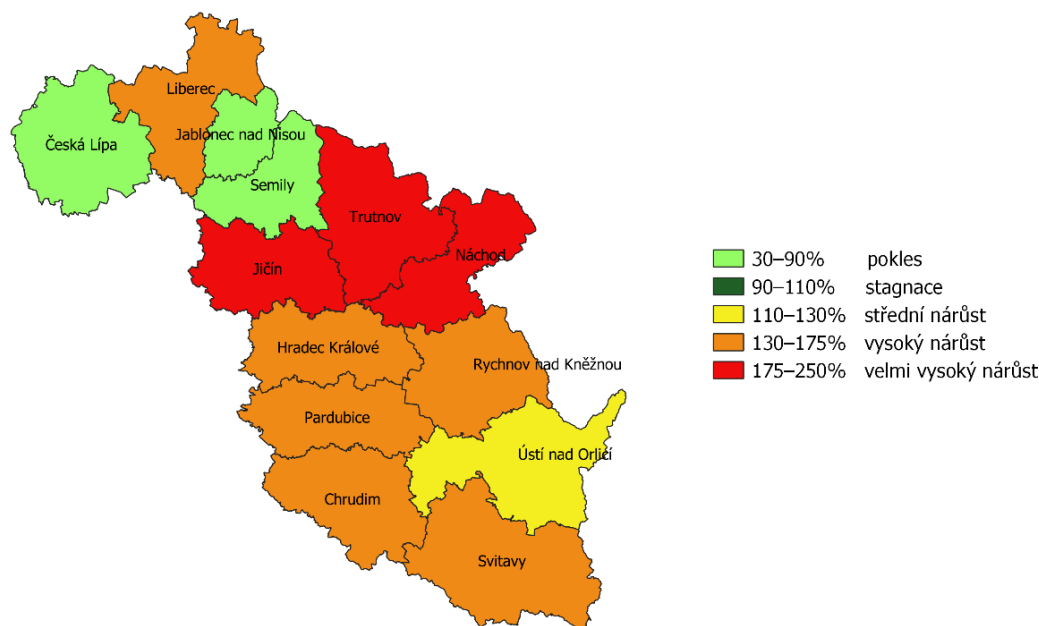 Liberec
Česká Lípa
Jablonec nad Nisou
Semily
Trutnov
Náchod
Jičín
Hradec Králové
Rychnov nad Kněžnou
Pardubice
Ústí nad Orlicí
Chrudim
Svitavy
30–90% pokles
90–110% stagnace
110–130% střední nárůst
130–175% vysoký nárůst
175–250% velmi vysoký nárůst